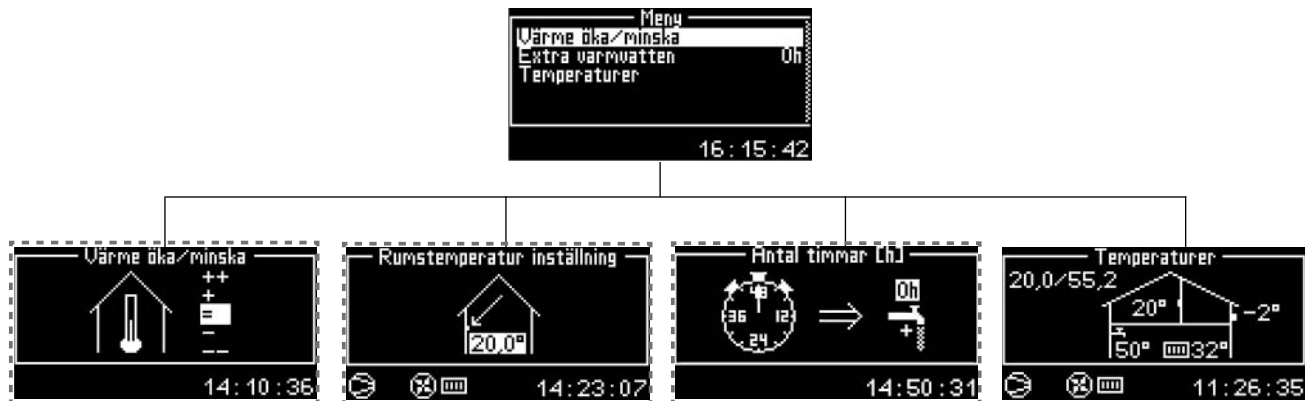 Meny
Värme öka/minska
Extra varmvatten 0h
Temperaturer
16:15:42
Värme öka/minska
++
+
=
-
--
14:10:36
Rumstemperatur inställning
20,0°
14:23:07
Antal timmar [h]
48
36 12
24
0h
+
14:50:31
Temperaturer
20,0/55,2
20° -2°
50° 32°
11:26:35